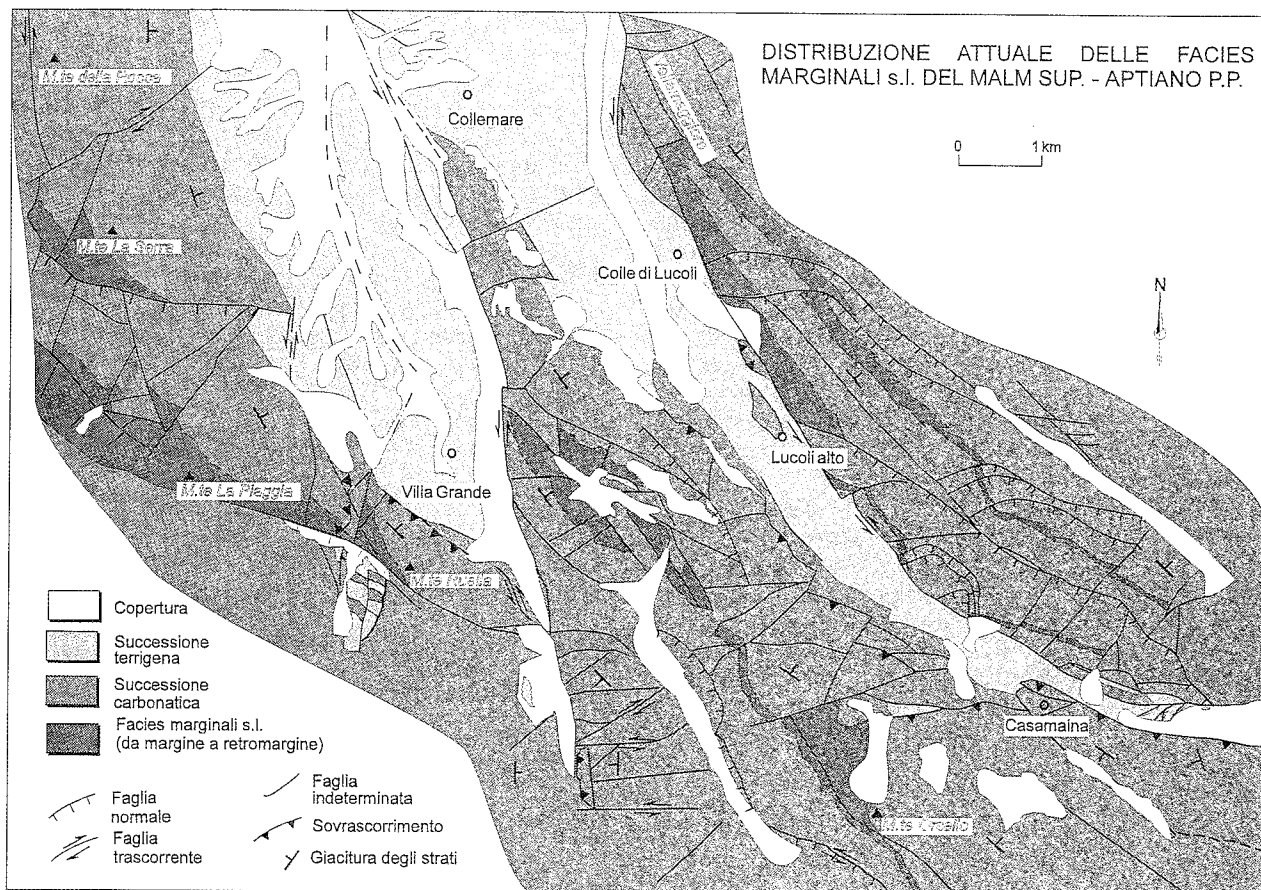 DISTRIBUZIONE ATTUALE DELLE FACIES
MARGINALI s.l. DEL MALM SUP. - APTIANO P.P.
0 1 km
N
M.te della Rocca
Collemare
M.te La Serra
Colle di Lucoli
Lucoli alto
M.te La Piaggia
Villa Grande
M.te Ruella
Casamaina
M.te Orsello
Copertura
Successione
terrigena
Successione
carbonatica
Facies marginali s.l.
(da margine a retromargine)
Faglia
normale
Faglia
trascorrente
Faglia
indeterminata
Sovrascorrimento
Giacitura degli strati